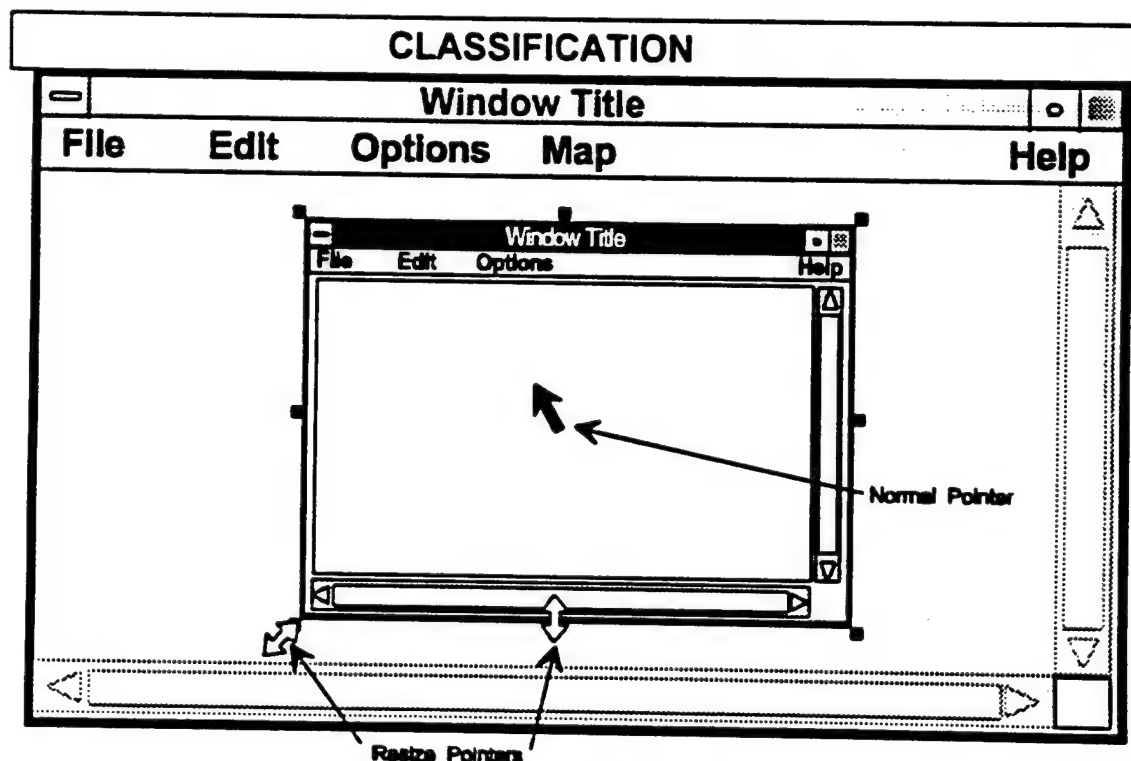 CLASSIFICATION
Window Title
File Edit Options Map Help
Window Title
File Edit Options Help
Normal Pointer
Resize Pointers